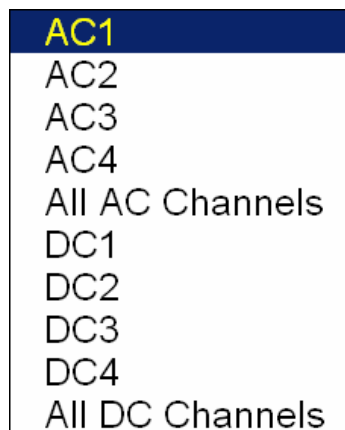 AC1
AC2
AC3
AC4
All AC Channels
DC1
DC2
DC3
DC4
All DC Channels